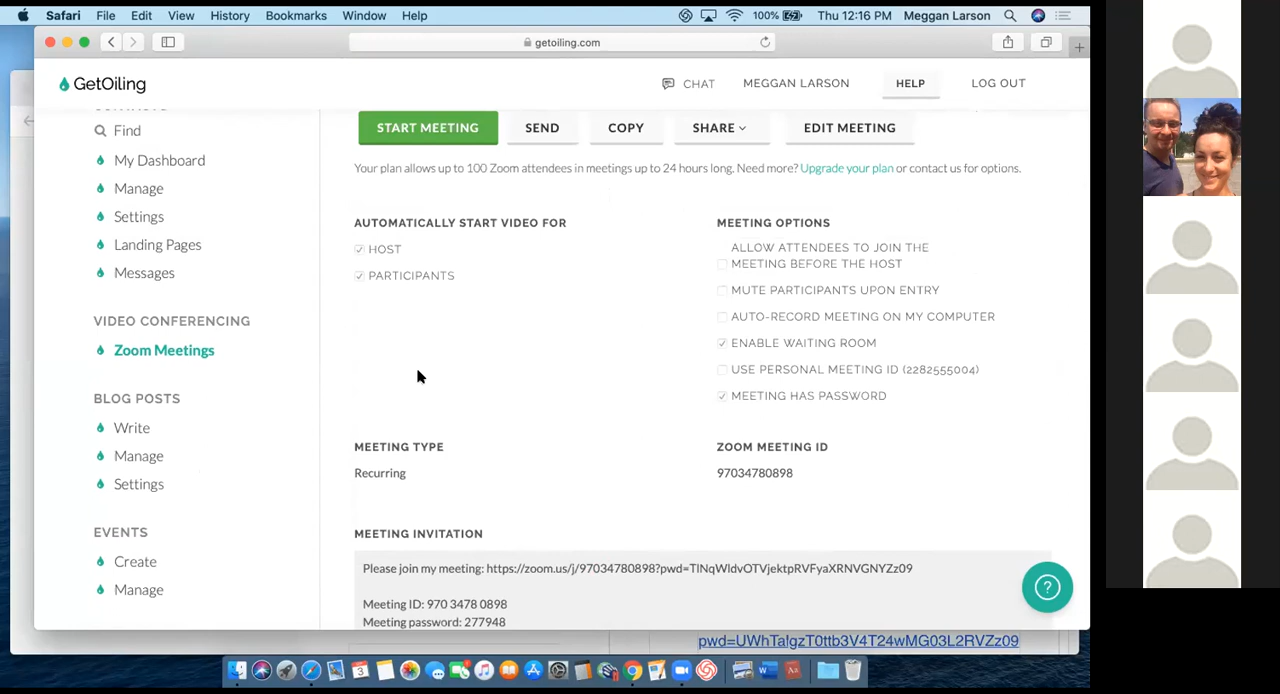 Safari File Edit View History Bookmarks Window Help 100% Thu 12:16 PM Meggan Larson
getoiling.com
GetOiling CHAT MEGGAN LARSON HELP LOG OUT
Find
My Dashboard
Manage
Settings
Landing Pages
Messages
VIDEO CONFERENCING
Zoom Meetings
BLOG POSTS
Write
Manage
Settings
EVENTS
Create
Manage
START MEETING SEND COPY SHARE EDIT MEETING
Your plan allows up to 100 Zoom attendees in meetings up to 24 hours long. Need more? Upgrade your plan or contact us for options.
AUTOMATICALLY START VIDEO FOR
HOST
PARTICIPANTS
MEETING OPTIONS
ALLOW ATTENDEES TO JOIN THE
MEETING BEFORE THE HOST
MUTE PARTICIPANTS UPON ENTRY
AUTO-RECORD MEETING ON MY COMPUTER
ENABLE WAITING ROOM
USE PERSONAL MEETING ID (2282555004)
MEETING HAS PASSWORD
MEETING TYPE
Recurring
ZOOM MEETING ID
97034780898
MEETING INVITATION
Please join my meeting: https://zoom.us/j/97034780898?pwd=TlNqWldvOTVjektpRVFyaXRNVGNYZz09
Meeting ID: 970 3478 0898
Meeting password: 277948
?
pwd=UWhTalgzT0ttb3V4T24wMG03L2RVZz09
3